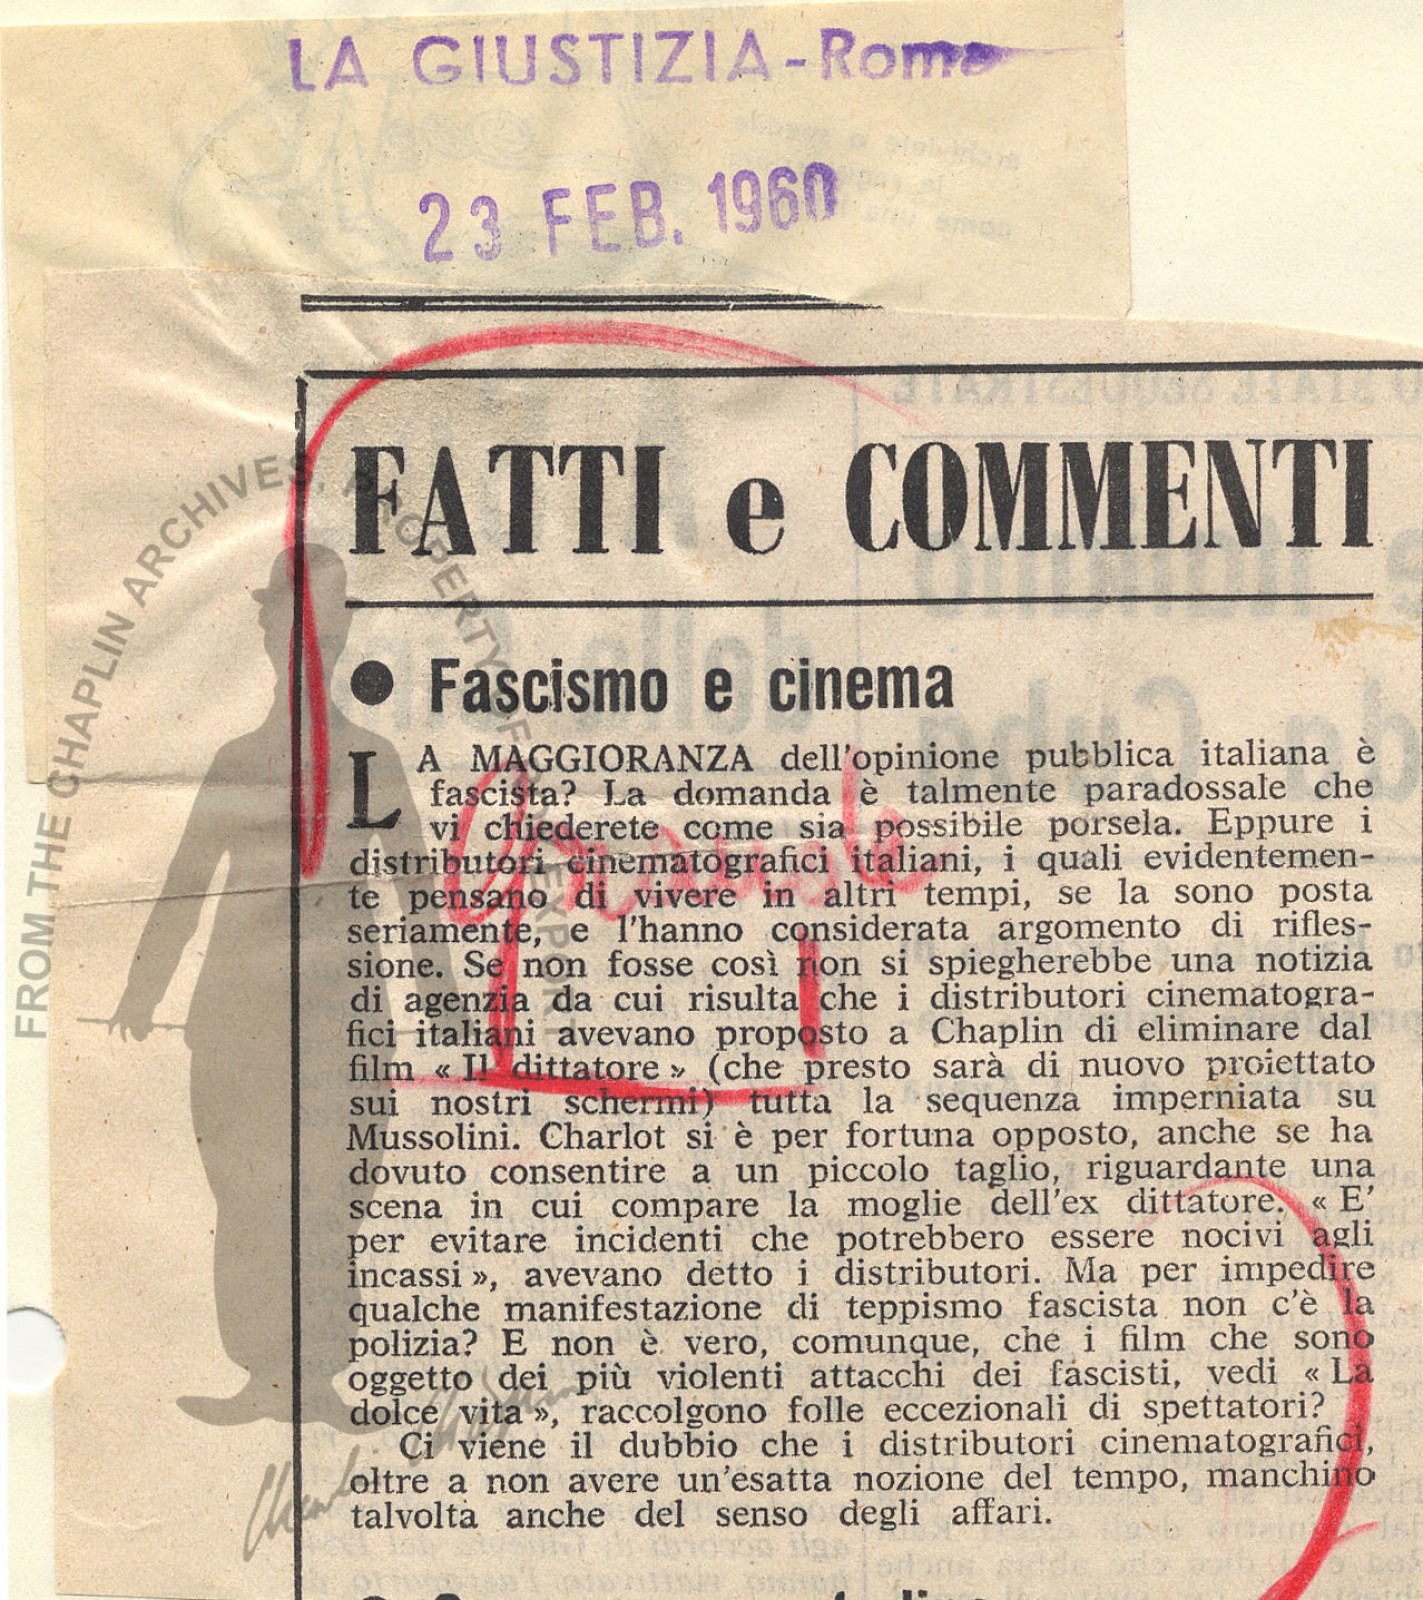 LA GIUSTIZIA-Roma
23 FEB. 1960
FATTI e COMMENTI
● Fascismo e cinema
LA MAGGIORANZA dell'opinione pubblica italiana è
fascista? La domanda è talmente paradossale che
vi chiederete come sia possibile porsela. Eppure i
distributori cinematografici italiani, i quali evidentemen-
te pensano di vivere in altri tempi, se la sono posta
seriamente, e l'hanno considerata argomento di rifles-
sione. Se non fosse così non si spiegherebbe una notizia
di agenzia da cui risulta che i distributori cinematogra-
fici italiani avevano proposto a Chaplin di eliminare dal
film « Il dittatore » (che presto sarà di nuovo proiettato
sui nostri schermi) tutta la sequenza imperniata su
Mussolini. Charlot si è per fortuna opposto, anche se ha
dovuto consentire a un piccolo taglio, riguardante una
scena in cui compare la moglie dell'ex dittatore. « E'
per evitare incidenti che potrebbero essere nocivi agli
incassi », avevano detto i distributori. Ma per impedire
qualche manifestazione di teppismo fascista non c'è la
polizia? E non è vero, comunque, che i film che sono
oggetto dei più violenti attacchi dei fascisti, vedi « La
dolce vita », raccolgono folle eccezionali di spettatori?
Ci viene il dubbio che i distributori cinematografici,
oltre a non avere un'esatta nozione del tempo, manchino
talvolta anche del senso degli affari.
FROM THE CHAPLIN ARCHIVES. PROPERTY OF ROY EXPORT